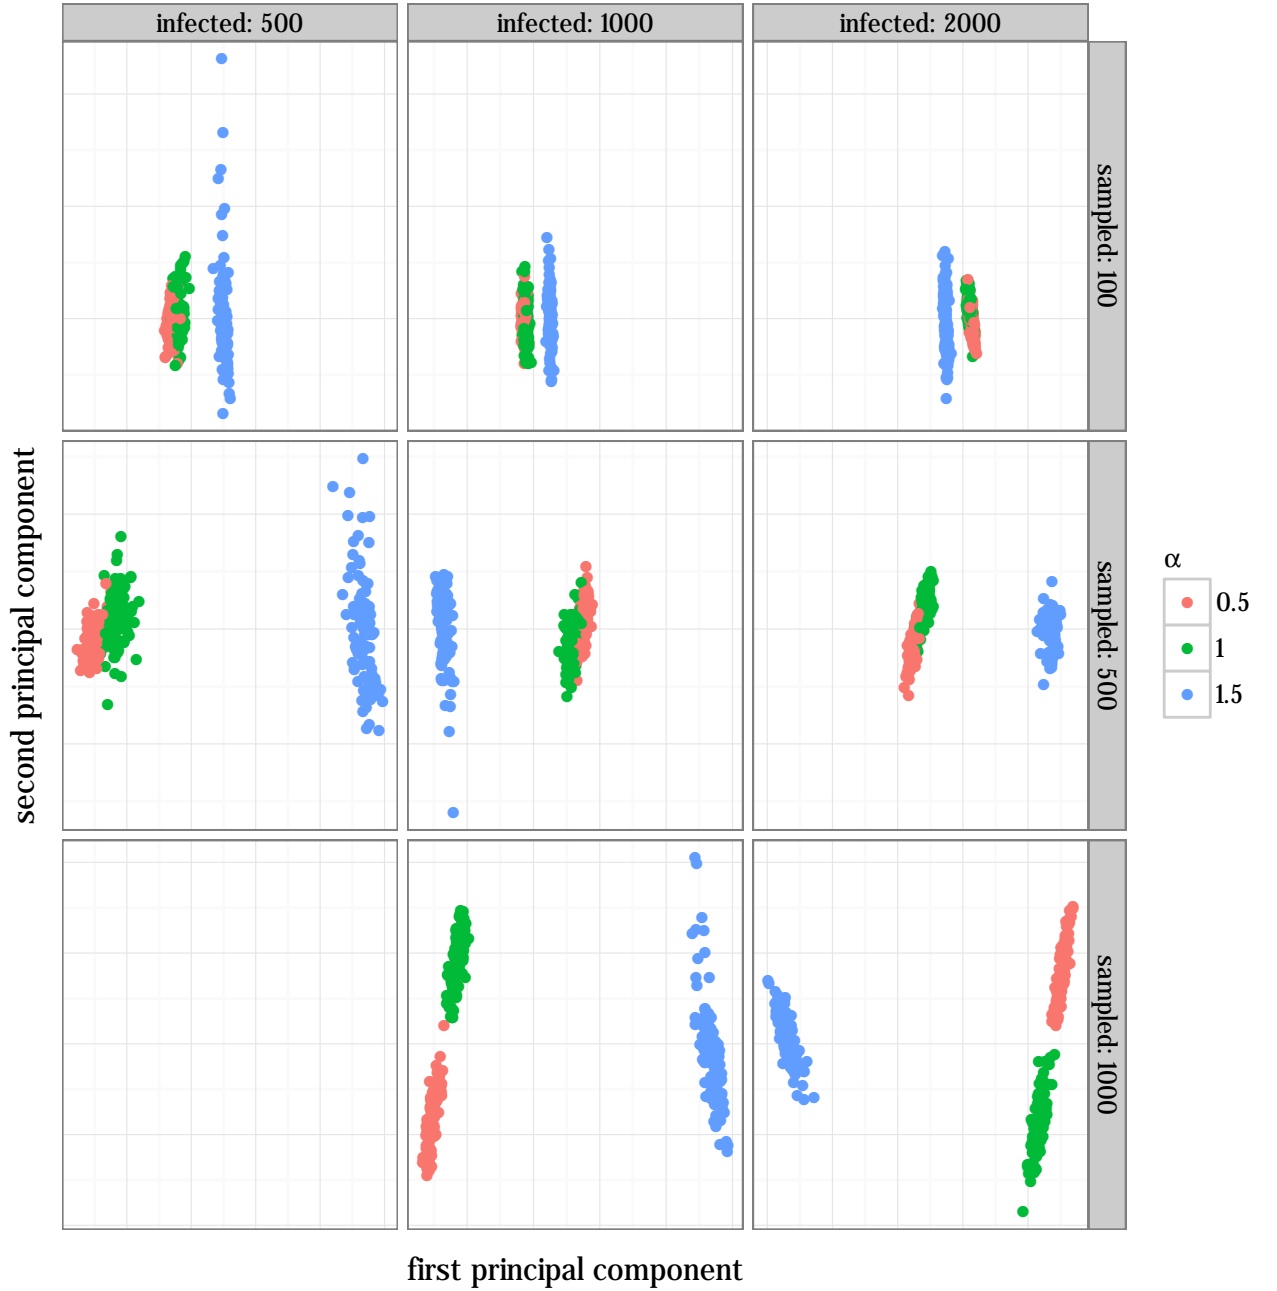 infected: 500
infected: 1000
infected: 2000
sampled: 100
sampled: 500
sampled: 1000
second principal component
first principal component
α
0.5
1
1.5